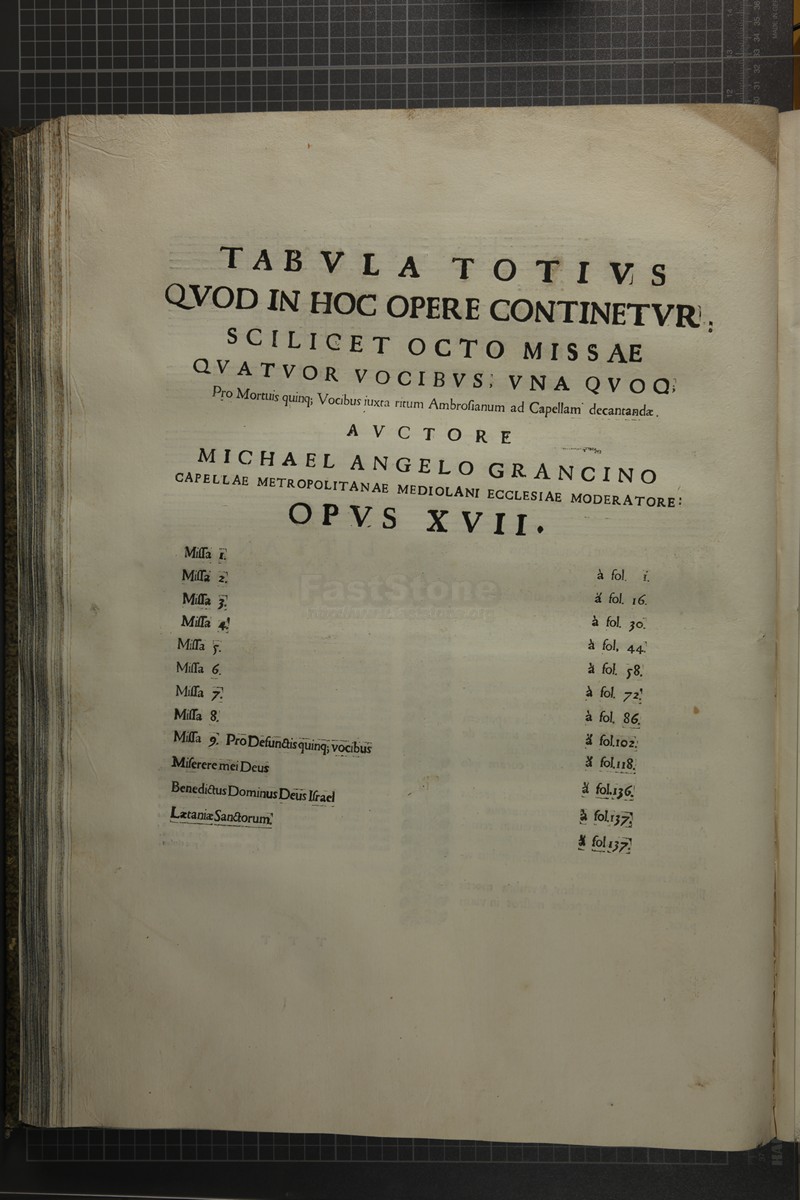 TABVLA TOTIVS
QVOD IN HOC OPERE CONTINETVR:
SCILICET OCTO MISSAE
QVATVOR VOCIBVS; VNA QVOQ;
Pro Mortuis quinq; Vocibus iuxta ritum Ambrosianum ad Capellam decantandæ.
AVCTORE
MICHAEL ANGELO GRANCINO
CAPELLAE METROPOLITANAE MEDIOLANI ECCLESIAE MODERATORE:
OPVS XVII.
Missa 1.
Missa 2. à fol. 1.
Missa 3. à fol. 16.
Missa 4. à fol. 30.
Missa 5. à fol. 44.
Missa 6. à fol. 58.
Missa 7. à fol. 72.
Missa 8. à fol. 86.
Missa 9. Pro Defunctis quinq; vocibus à fol. 102.
Miserere mei Deus à fol. 118.
Benedictus Dominus Deus Israel à fol. 136.
Lætaniæ Sanctorum. à fol. 137.
à fol. 137.
FastStone